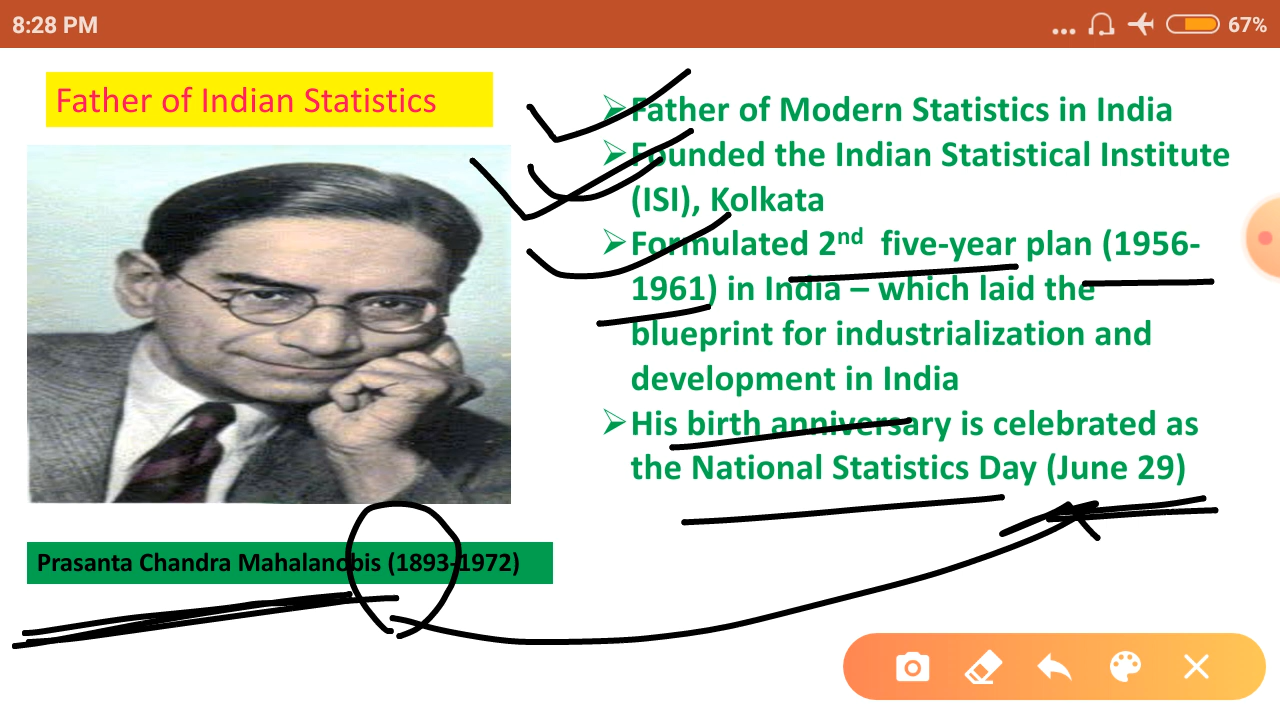 8:28 PM
67%
Father of Indian Statistics
➢Father of Modern Statistics in India
➢Founded the Indian Statistical Institute
(ISI), Kolkata
➢Formulated 2nd five-year plan (1956-
1961) in India – which laid the
blueprint for industrialization and
development in India
➢His birth anniversary is celebrated as
the National Statistics Day (June 29)
Prasanta Chandra Mahalanobis (1893-1972)